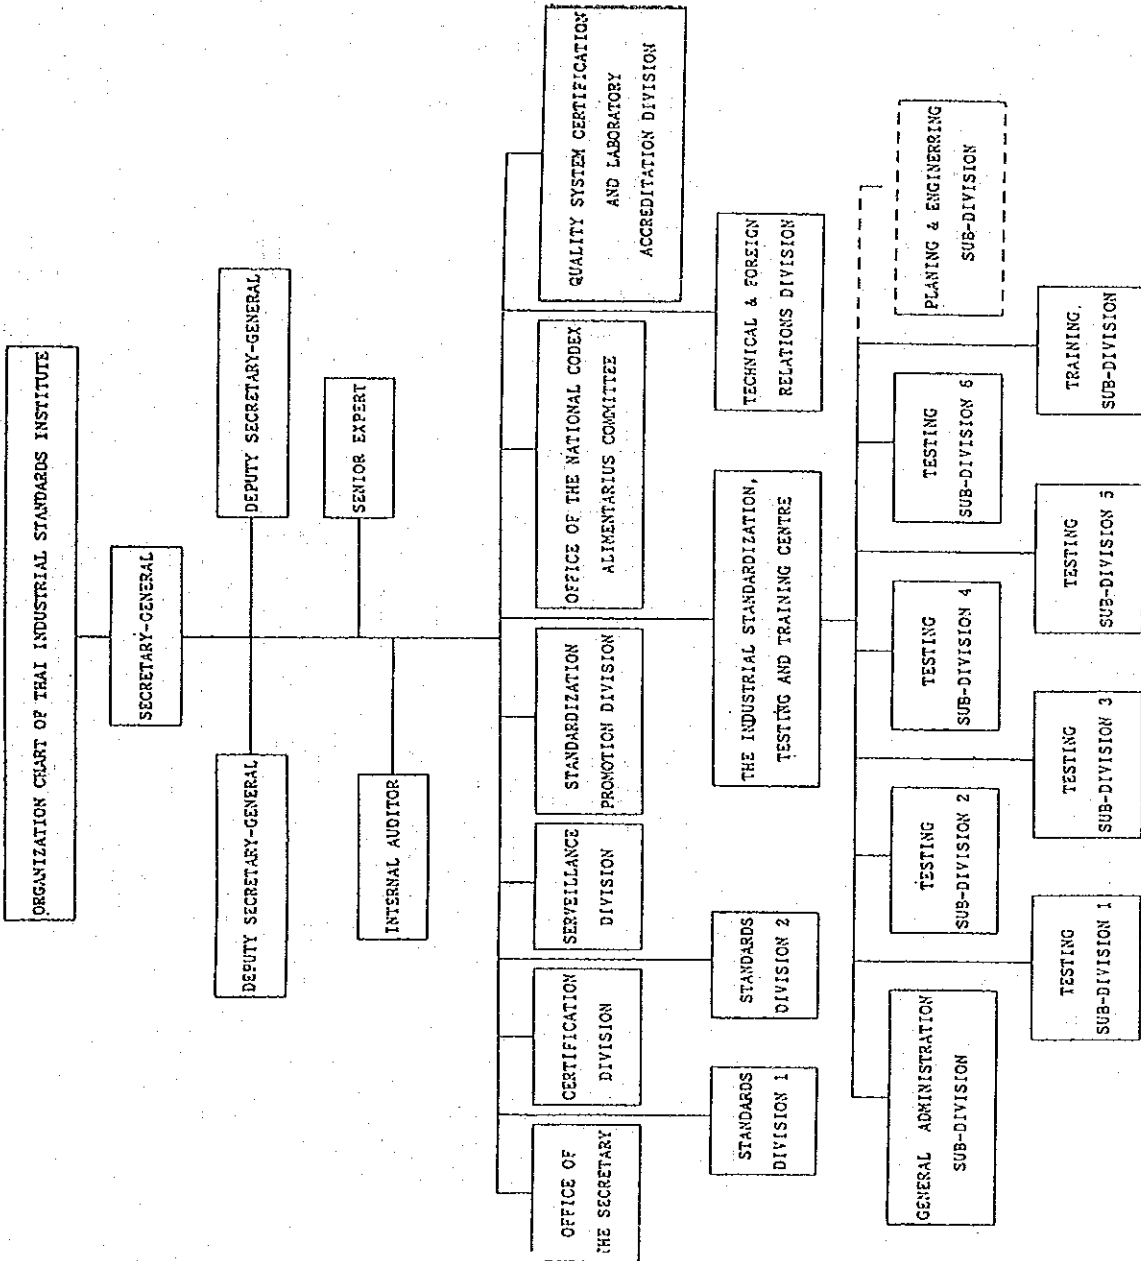 ORGANIZATION CHART OF THAI INDUSTRIAL STANDARDS INSTITUTE
SECRETARY-GENERAL
DEPUTY SECRETARY-GENERAL
DEPUTY SECRETARY-GENERAL
SENIOR EXPERT
INTERNAL AUDITOR
OFFICE OF
THE SECRETARY
CERTIFICATION
DIVISION
SERVEILLANCE
DIVISION
STANDARDIZATION
PROMOTION DIVISION
OFFICE OF THE NATIONAL CODEX
ALIMENTARIUS COMMITTEE
QUALITY SYSTEM CERTIFICATION
AND LABORATORY
ACCREDITATION DIVISION
STANDARDS
DIVISION 1
STANDARDS
DIVISION 2
THE INDUSTRIAL STANDARDIZATION,
TESTING AND TRAINING CENTRE
TECHNICAL & FOREIGN
RELATIONS DIVISION
GENERAL ADMINISTRATION
SUB-DIVISION
TESTING
SUB-DIVISION 2
TESTING
SUB-DIVISION 4
TESTING
SUB-DIVISION 6
PLANING & ENGINERRING
SUB-DIVISION
TESTING
SUB-DIVISION 1
TESTING
SUB-DIVISION 3
TESTING
SUB-DIVISION 5
TRAINING.
SUB-DIVISION